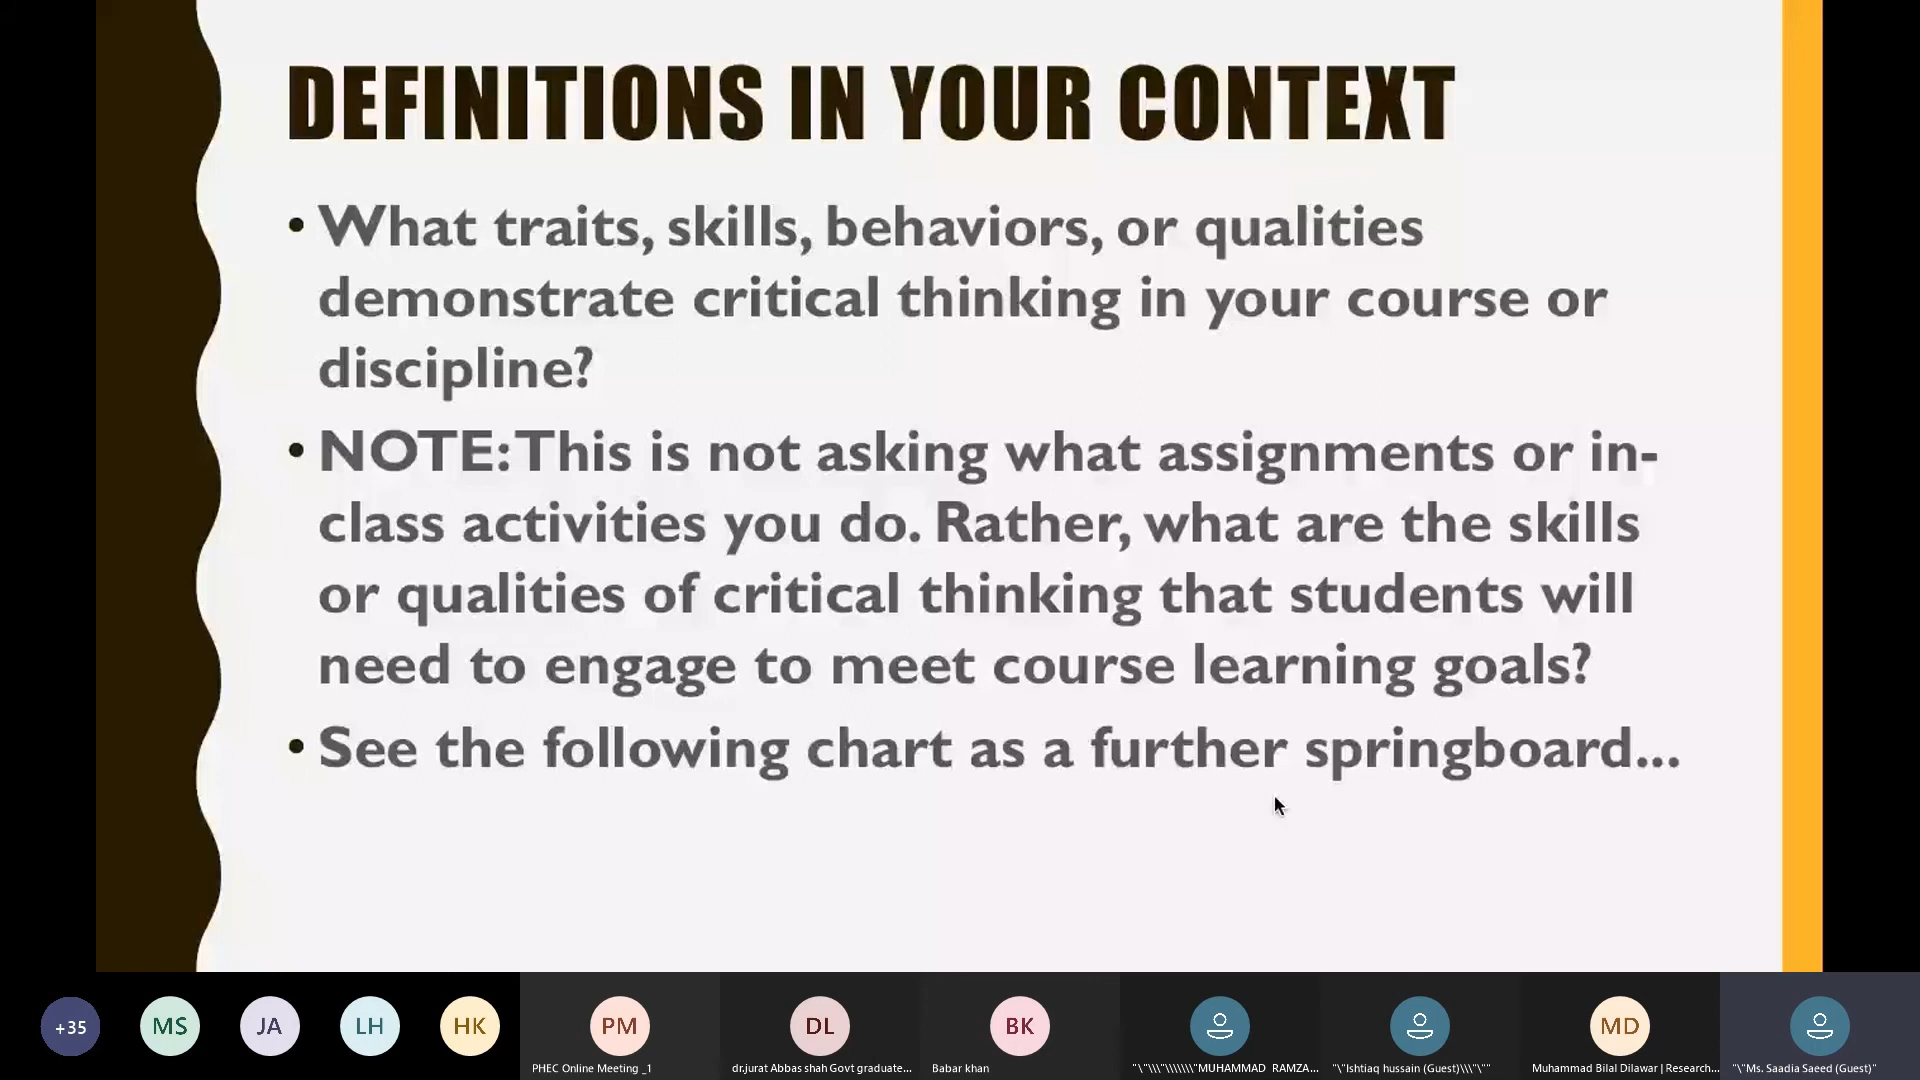 DEFINITIONS IN YOUR CONTEXT
• What traits, skills, behaviors, or qualities
demonstrate critical thinking in your course or
discipline?
• NOTE: This is not asking what assignments or in-
class activities you do. Rather, what are the skills
or qualities of critical thinking that students will
need to engage to meet course learning goals?
• See the following chart as a further springboard...
+35 MS JA LH HK PM DL BK MD
PHEC Online Meeting _1
dr.jurat Abbas shah Govt graduate...
Babar khan
"\"\\\"\\\\\\\"MUHAMMAD RAMZA...
"\"Ishtiaq hussain (Guest)\\\"\""
Muhammad Bilal Dilawar | Research...
"\"Ms. Saadia Saeed (Guest)"